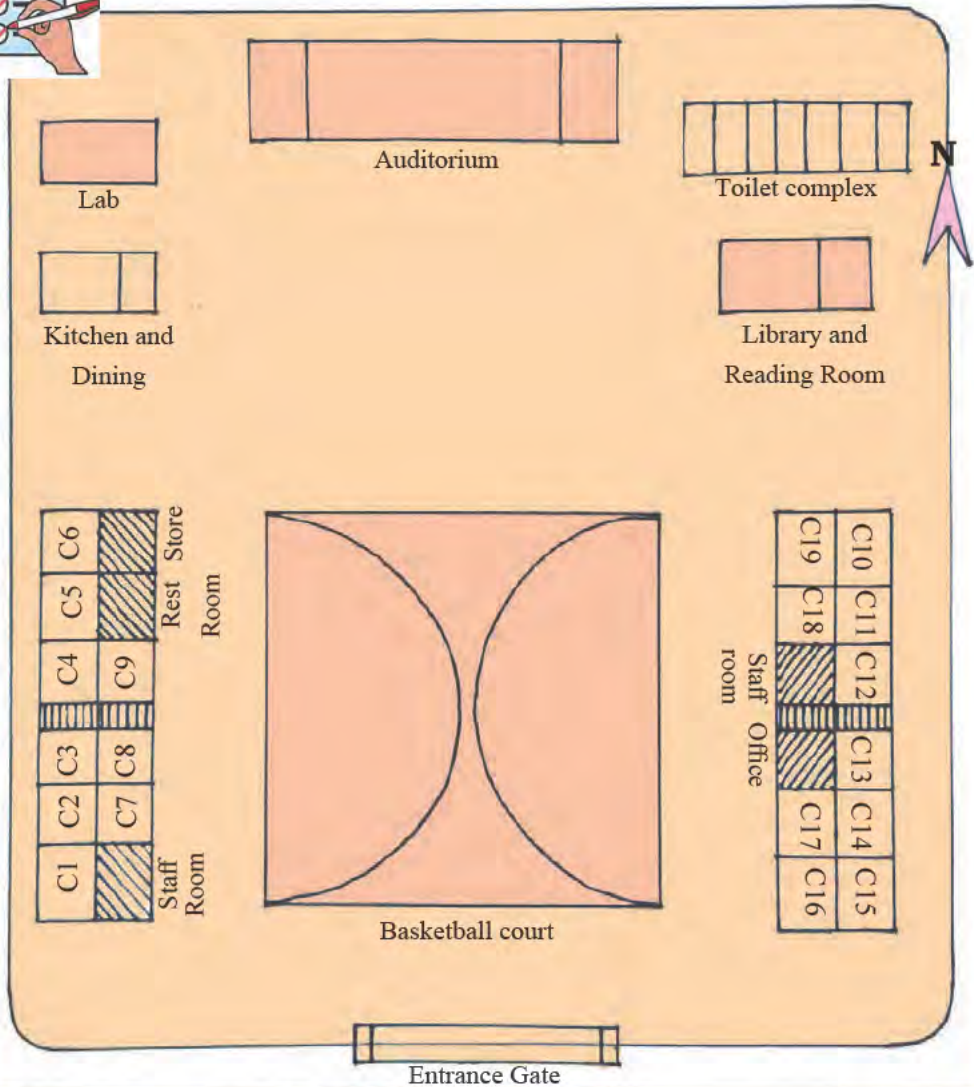 Auditorium
Toilet complex
N
Lab
Kitchen and
Dining
Library and
Reading Room
C6
Store
C5
Rest
Room
C4
C9
C3
C8
C2
C7
C1
Staff
Room
C19
C10
C18
C11
Staff
room
C12
Office
C13
C17
C14
C16
C15
Basketball court
Entrance Gate